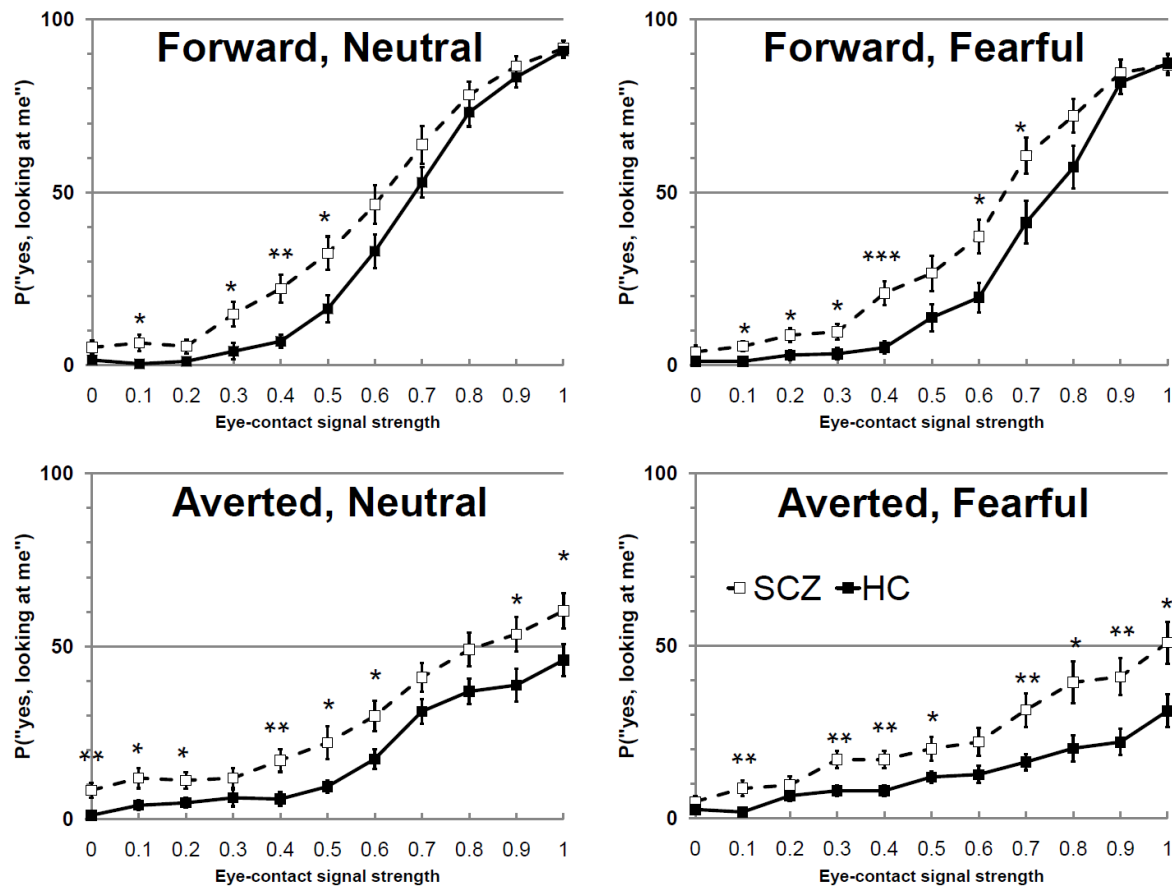 100
Forward, Neutral
P("yes, looking at me")
*
**
*
50
*
0
0 0.1 0.2 0.3 0.4 0.5 0.6 0.7 0.8 0.9 1
Eye-contact signal strength
100
Forward, Fearful
P("yes, looking at me")
*
*
50
***
* * *
0
0 0.1 0.2 0.3 0.4 0.5 0.6 0.7 0.8 0.9 1
Eye-contact signal strength
100
Averted, Neutral
P("yes, looking at me")
*
*
50
*
*
** * * **
0
0 0.1 0.2 0.3 0.4 0.5 0.6 0.7 0.8 0.9 1
Eye-contact signal strength
100
Averted, Fearful
P("yes, looking at me")
SCZ HC
*
* **
50
**
** ** *
**
0
0 0.1 0.2 0.3 0.4 0.5 0.6 0.7 0.8 0.9 1
Eye-contact signal strength